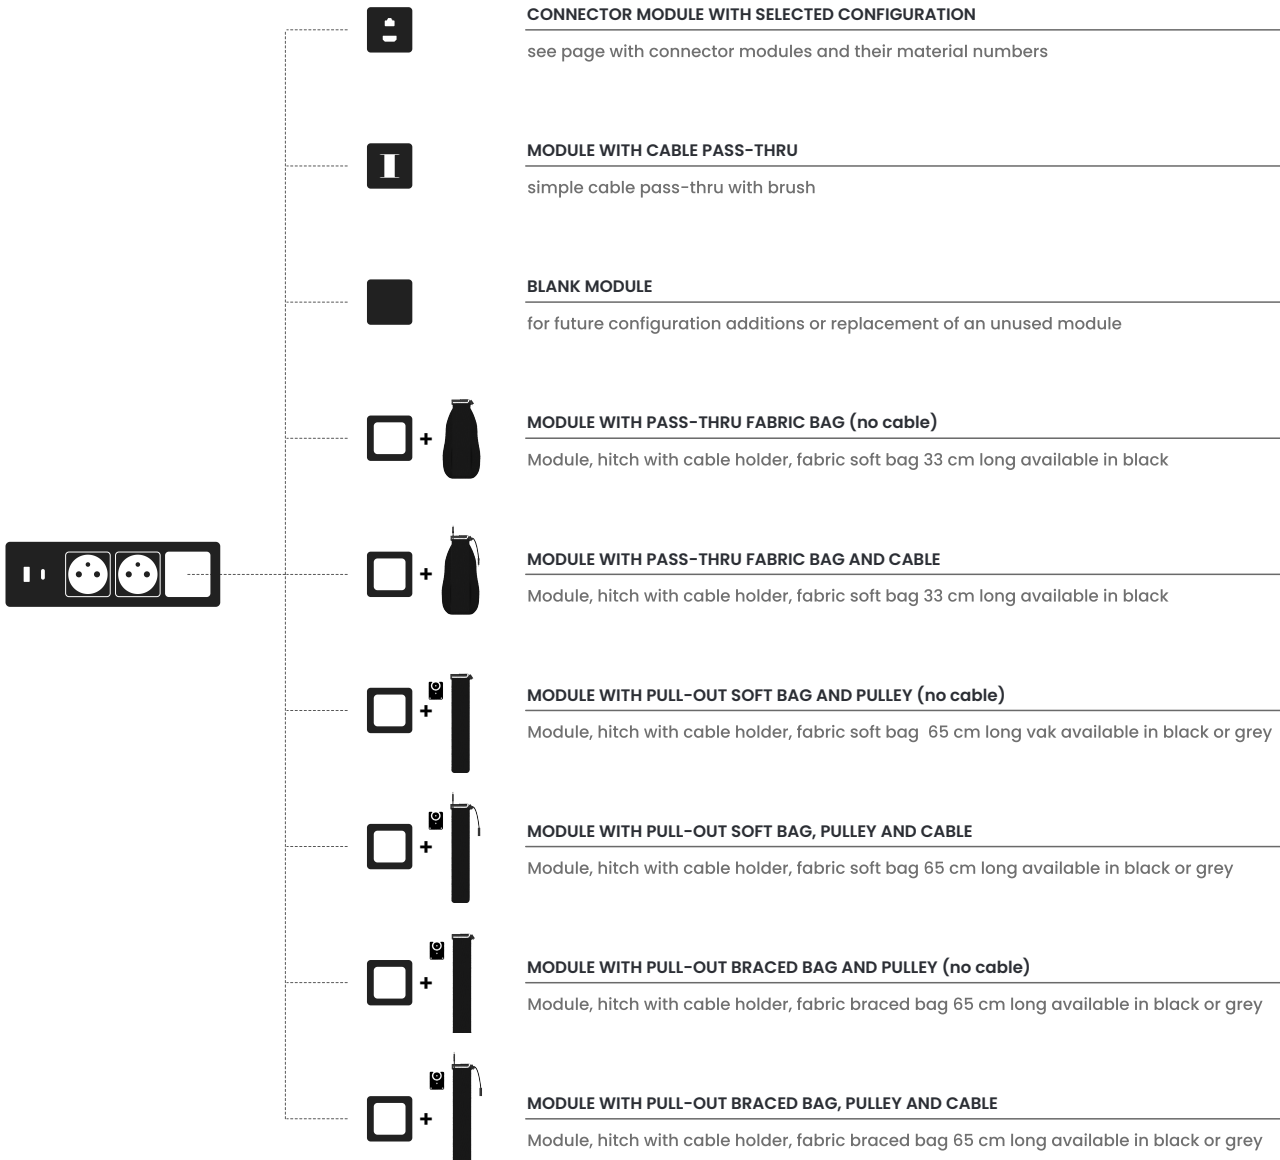 CONNECTOR MODULE WITH SELECTED CONFIGURATION
see page with connector modules and their material numbers
MODULE WITH CABLE PASS-THRU
simple cable pass-thru with brush
BLANK MODULE
for future configuration additions or replacement of an unused module
MODULE WITH PASS-THRU FABRIC BAG (no cable)
Module, hitch with cable holder, fabric soft bag 33 cm long available in black
MODULE WITH PASS-THRU FABRIC BAG AND CABLE
Module, hitch with cable holder, fabric soft bag 33 cm long available in black
MODULE WITH PULL-OUT SOFT BAG AND PULLEY (no cable)
Module, hitch with cable holder, fabric soft bag  65 cm long vak available in black or grey
MODULE WITH PULL-OUT SOFT BAG, PULLEY AND CABLE
Module, hitch with cable holder, fabric soft bag 65 cm long available in black or grey
MODULE WITH PULL-OUT BRACED BAG AND PULLEY (no cable)
Module, hitch with cable holder, fabric braced bag 65 cm long available in black or grey
MODULE WITH PULL-OUT BRACED BAG, PULLEY AND CABLE
Module, hitch with cable holder, fabric braced bag 65 cm long available in black or grey